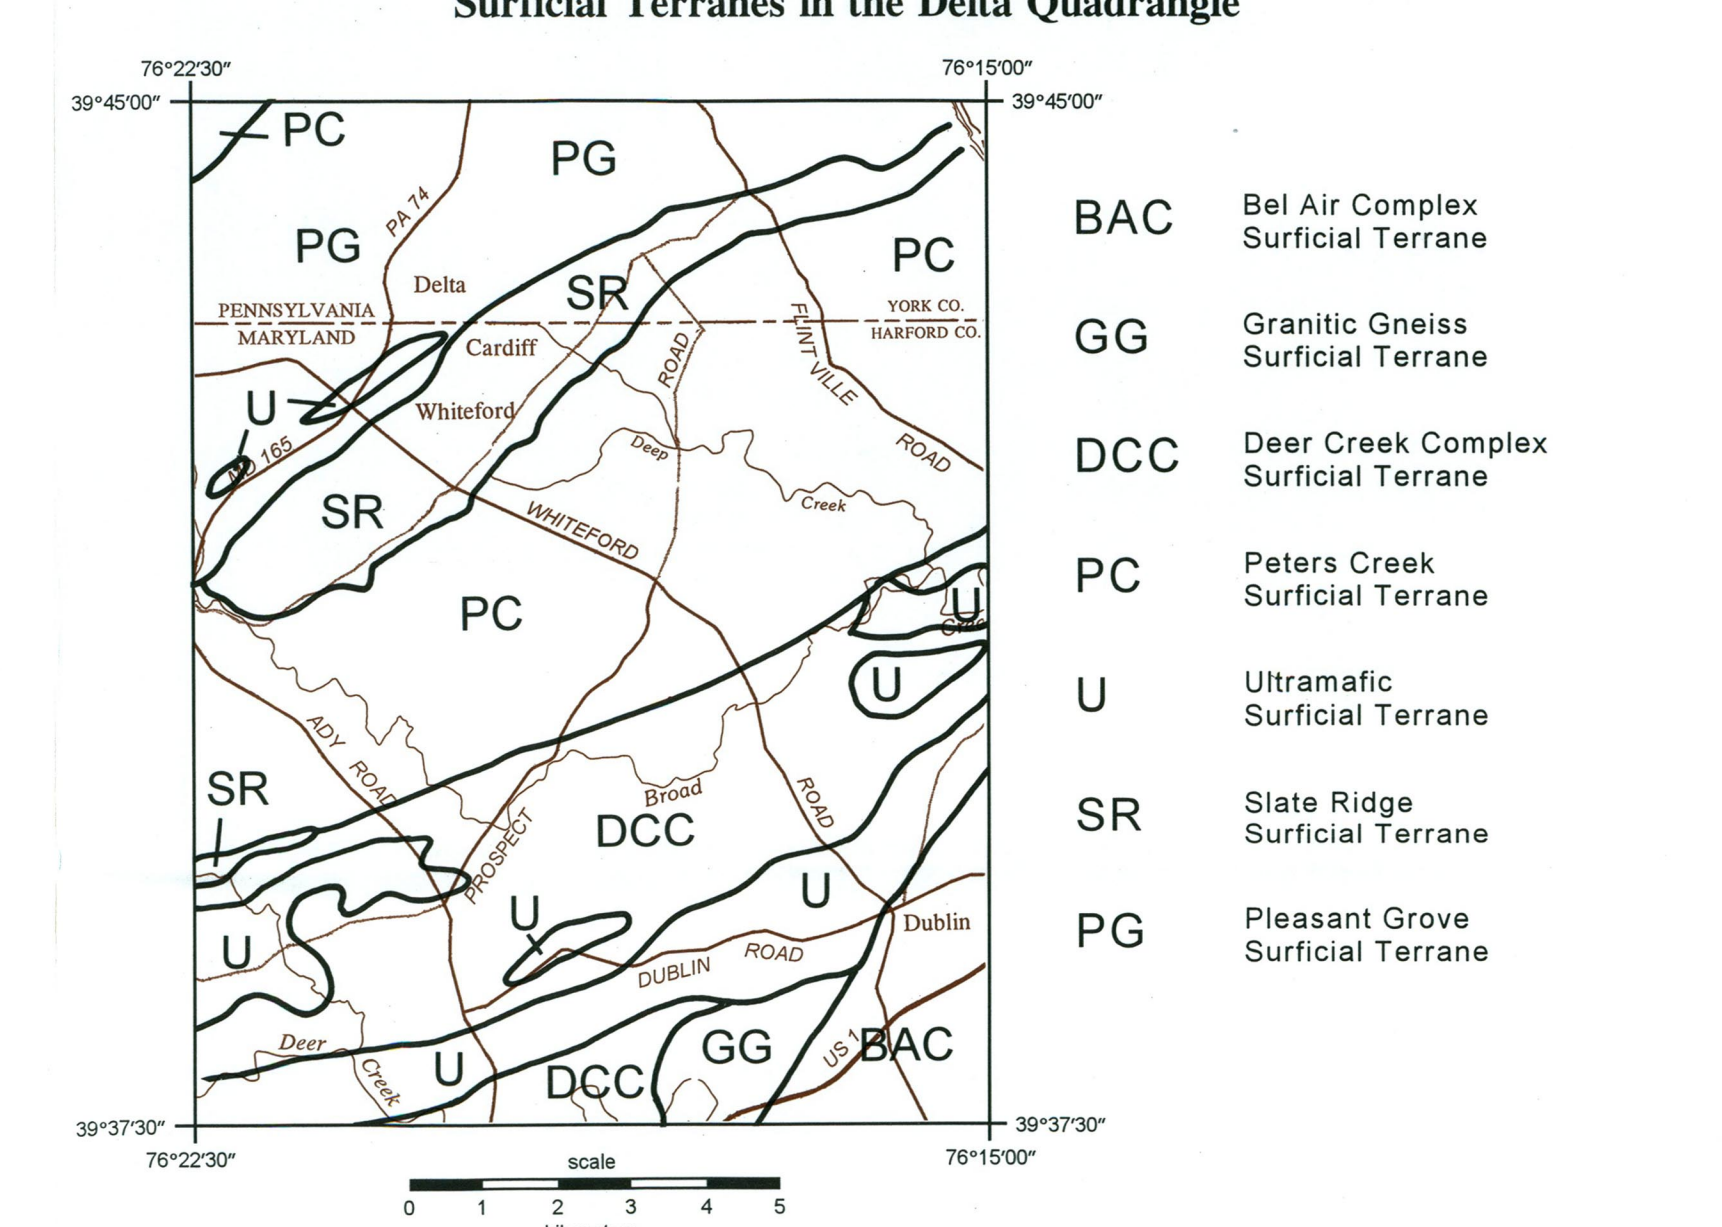 Surficial Terranes in the Delta Quadrangle
76°22′30″
76°15′00″
39°45′00″
39°45′00″
PC
PG
PA 74
PG
PC
Delta
SR
PENNSYLVANIA
YORK CO.
MARYLAND
HARFORD CO.
Cardiff
ROAD
FLINT VILLE
U
Whiteford
MD 165
Deep
ROAD
Creek
SR
WHITEFORD
PC
U
Creek
U
ADY ROAD
SR
Broad
ROAD
DCC
PROSPECT
U
U
Dublin
U
DUBLIN ROAD
Deer
Creek
GG
US 1
BAC
U
DCC
BAC
Bel Air Complex
Surficial Terrane
GG
Granitic Gneiss
Surficial Terrane
DCC
Deer Creek Complex
Surficial Terrane
PC
Peters Creek
Surficial Terrane
U
Ultramafic
Surficial Terrane
SR
Slate Ridge
Surficial Terrane
PG
Pleasant Grove
Surficial Terrane
39°37′30″
39°37′30″
76°22′30″
76°15′00″
scale
0 1 2 3 4 5